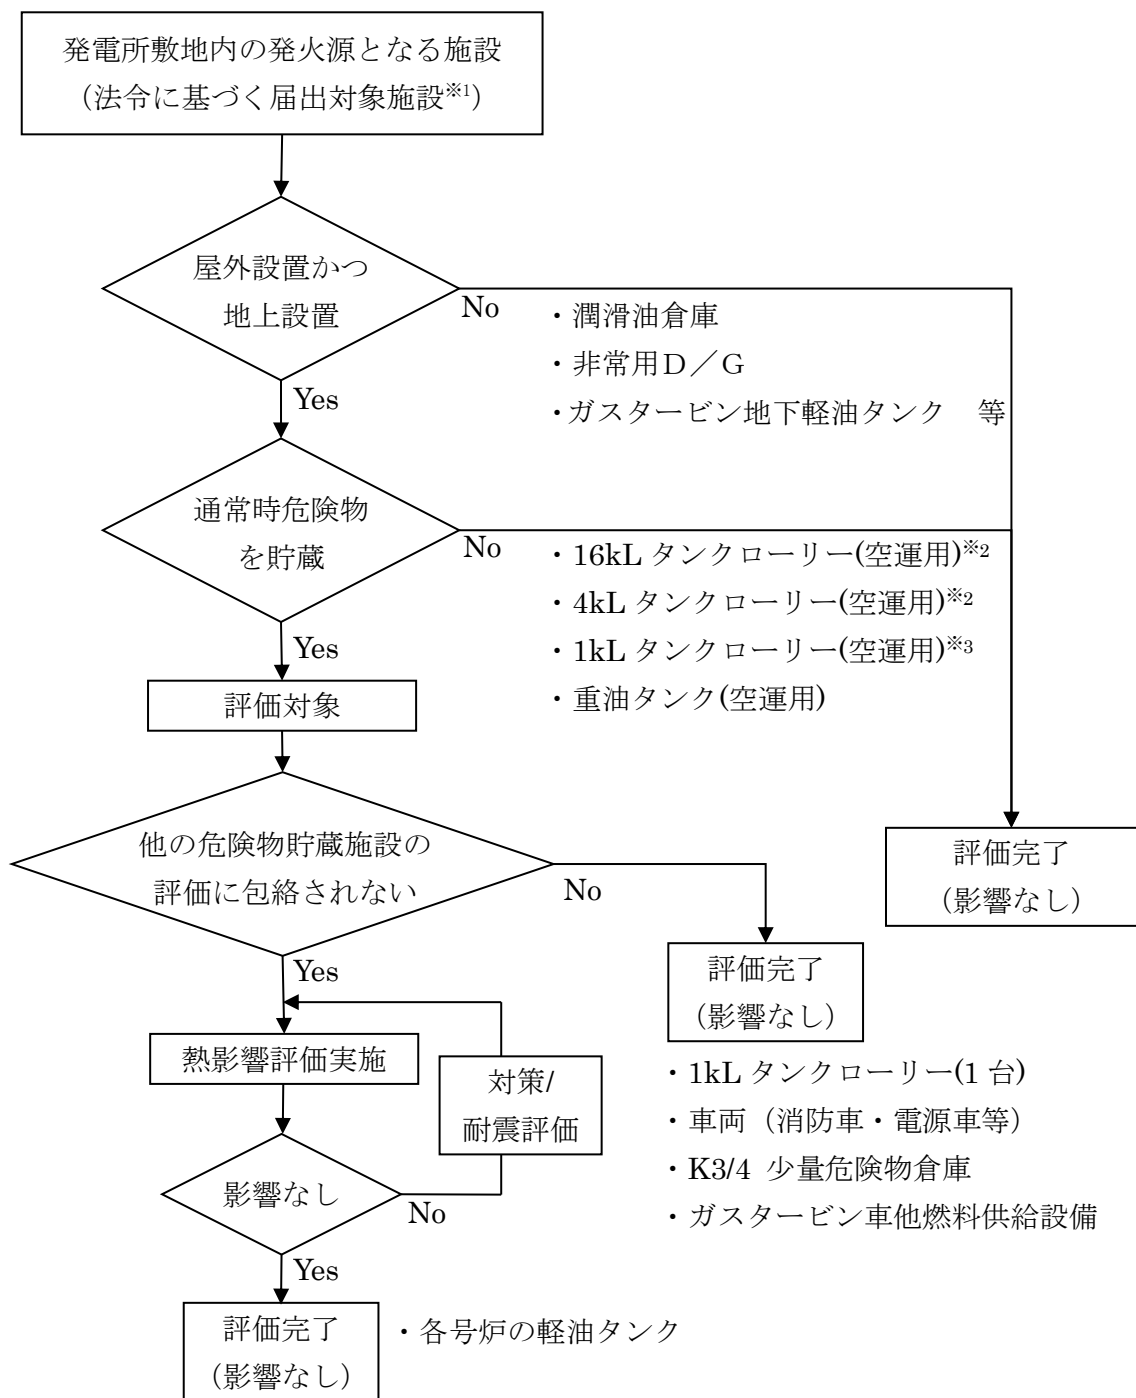 発電所敷地内の発火源となる施設
（法令に基づく届出対象施設※1）
屋外設置かつ
地上設置
No
・潤滑油倉庫
・非常用Ｄ／Ｇ
・ガスタービン地下軽油タンク　等
Yes
通常時危険物
を貯蔵
No
・16kL タンクローリー(空運用)※2
・4kL タンクローリー(空運用)※2
・1kL タンクローリー(空運用)※3
・重油タンク(空運用)
Yes
評価対象
他の危険物貯蔵施設の
評価に包絡されない
No
評価完了
（影響なし）
Yes
評価完了
（影響なし）
熱影響評価実施
対策/
耐震評価
・1kL タンクローリー(1 台)
・車両（消防車・電源車等）
・K3/4 少量危険物倉庫
・ガスタービン車他燃料供給設備
影響なし
No
Yes
評価完了
（影響なし）
・各号炉の軽油タンク